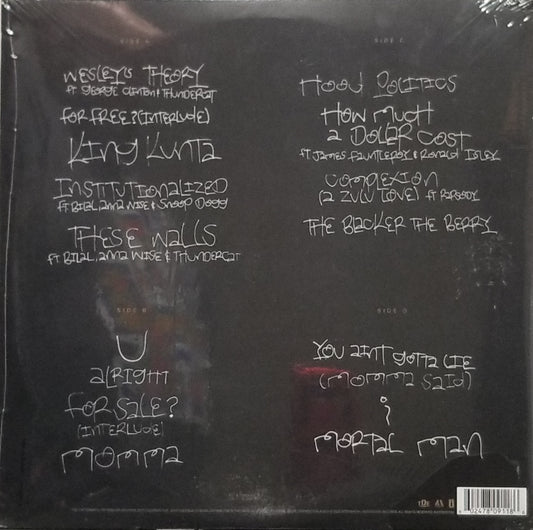 SIDE A
WESLEY'S THEORY
ft GEORGE CLINTON & THUNDERCAT
FOR FREE? (INTERLUDE)
KING KUNTA
INSTITUTIONALIZED
ft BILAL, ANNA WISE & SNOOP DOGG
THESE WALLS
ft BILAL, ANNA WISE & THUNDERCAT
SIDE B
U
ALRIGHT
FOR SALE?
(INTERLUDE)
MOMMA
SIDE C
HOOD POLITICS
HOW MUCH
A DOLLAR COST
ft JAMES FAUNTLEROY & RONALD ISLEY
COMPLEXION
(A ZULU LOVE) ft RAPSODY
THE BLACKER THE BERRY
SIDE D
YOU AIN'T GOTTA LIE
(MOMMA SAID)
i
MORTAL MAN